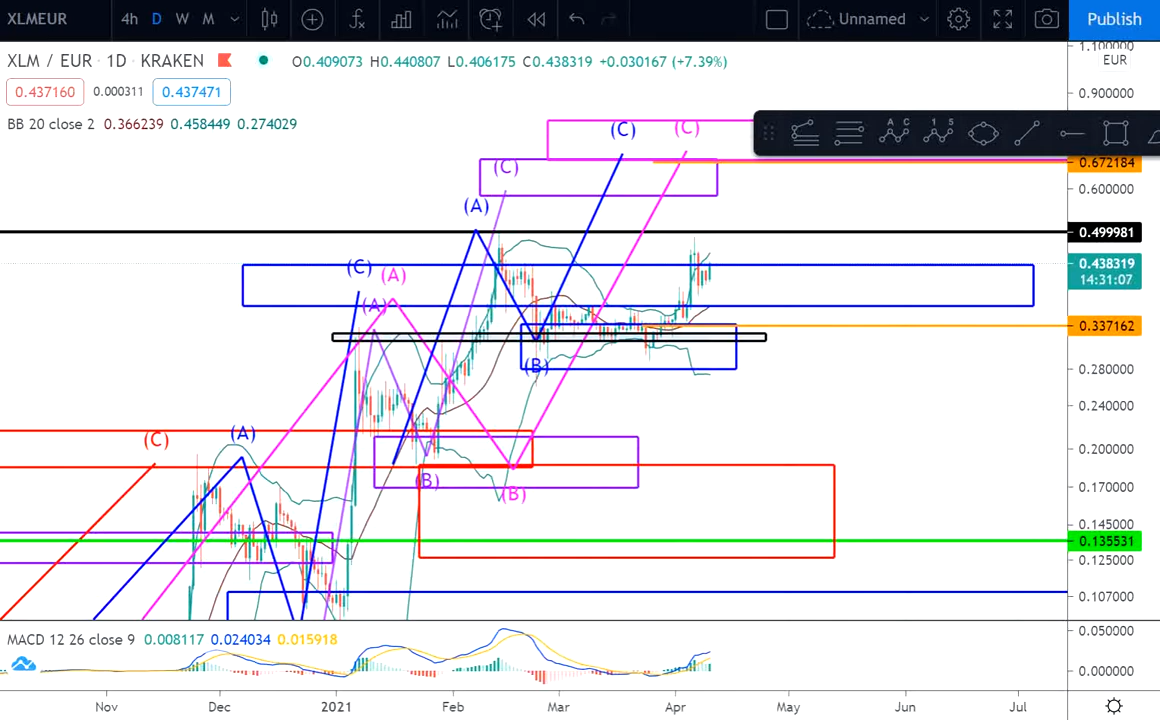 XLMEUR 4h D W M Unnamed Publish
XLM / EUR · 1D · KRAKEN O0.409073 H0.440807 L0.406175 C0.438319 +0.030167 (+7.39%)
0.437160 0.000311 0.437471
BB 20 close 2 0.366239 0.458449 0.274029
1.100000
EUR
0.900000
A C 1 5
(C) (C)
0.672184
(C)
0.600000
(A)
0.499981
(C) (A)
0.438319
14:31:07
(A)
0.337162
(B)
0.280000
0.240000
(C) (A)
0.200000
(B)
0.170000
(B)
0.145000
0.135531
0.125000
0.107000
MACD 12 26 close 9 0.008117 0.024034 0.015918
0.050000
0.000000
Nov Dec 2021 Feb Mar Apr May Jun Jul